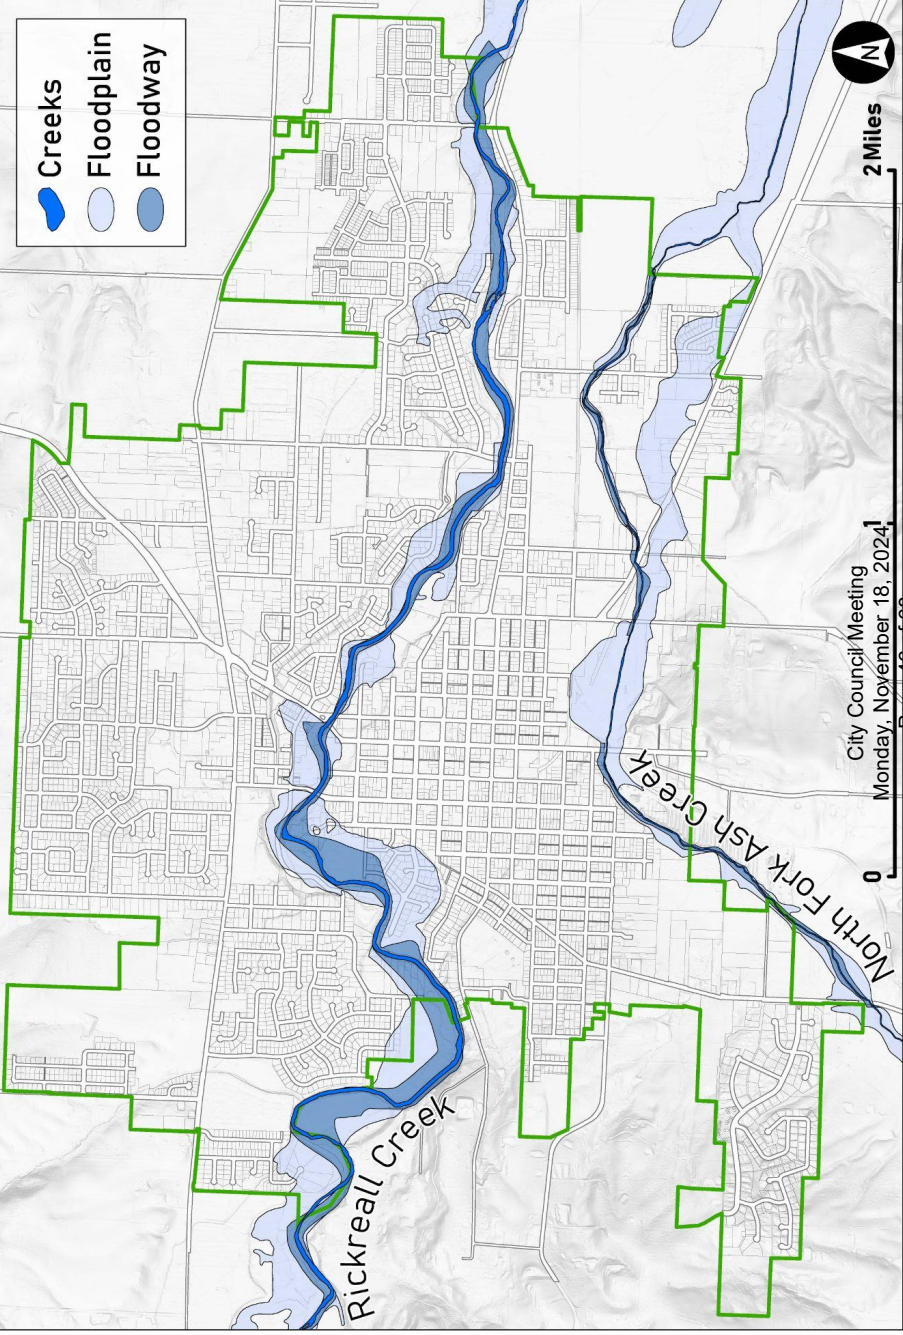 Creeks
Floodplain
Floodway
N
Rickreall Creek
North Fork Ash Creek
0 1 2 Miles
City Council Meeting
Monday, November 18, 2024